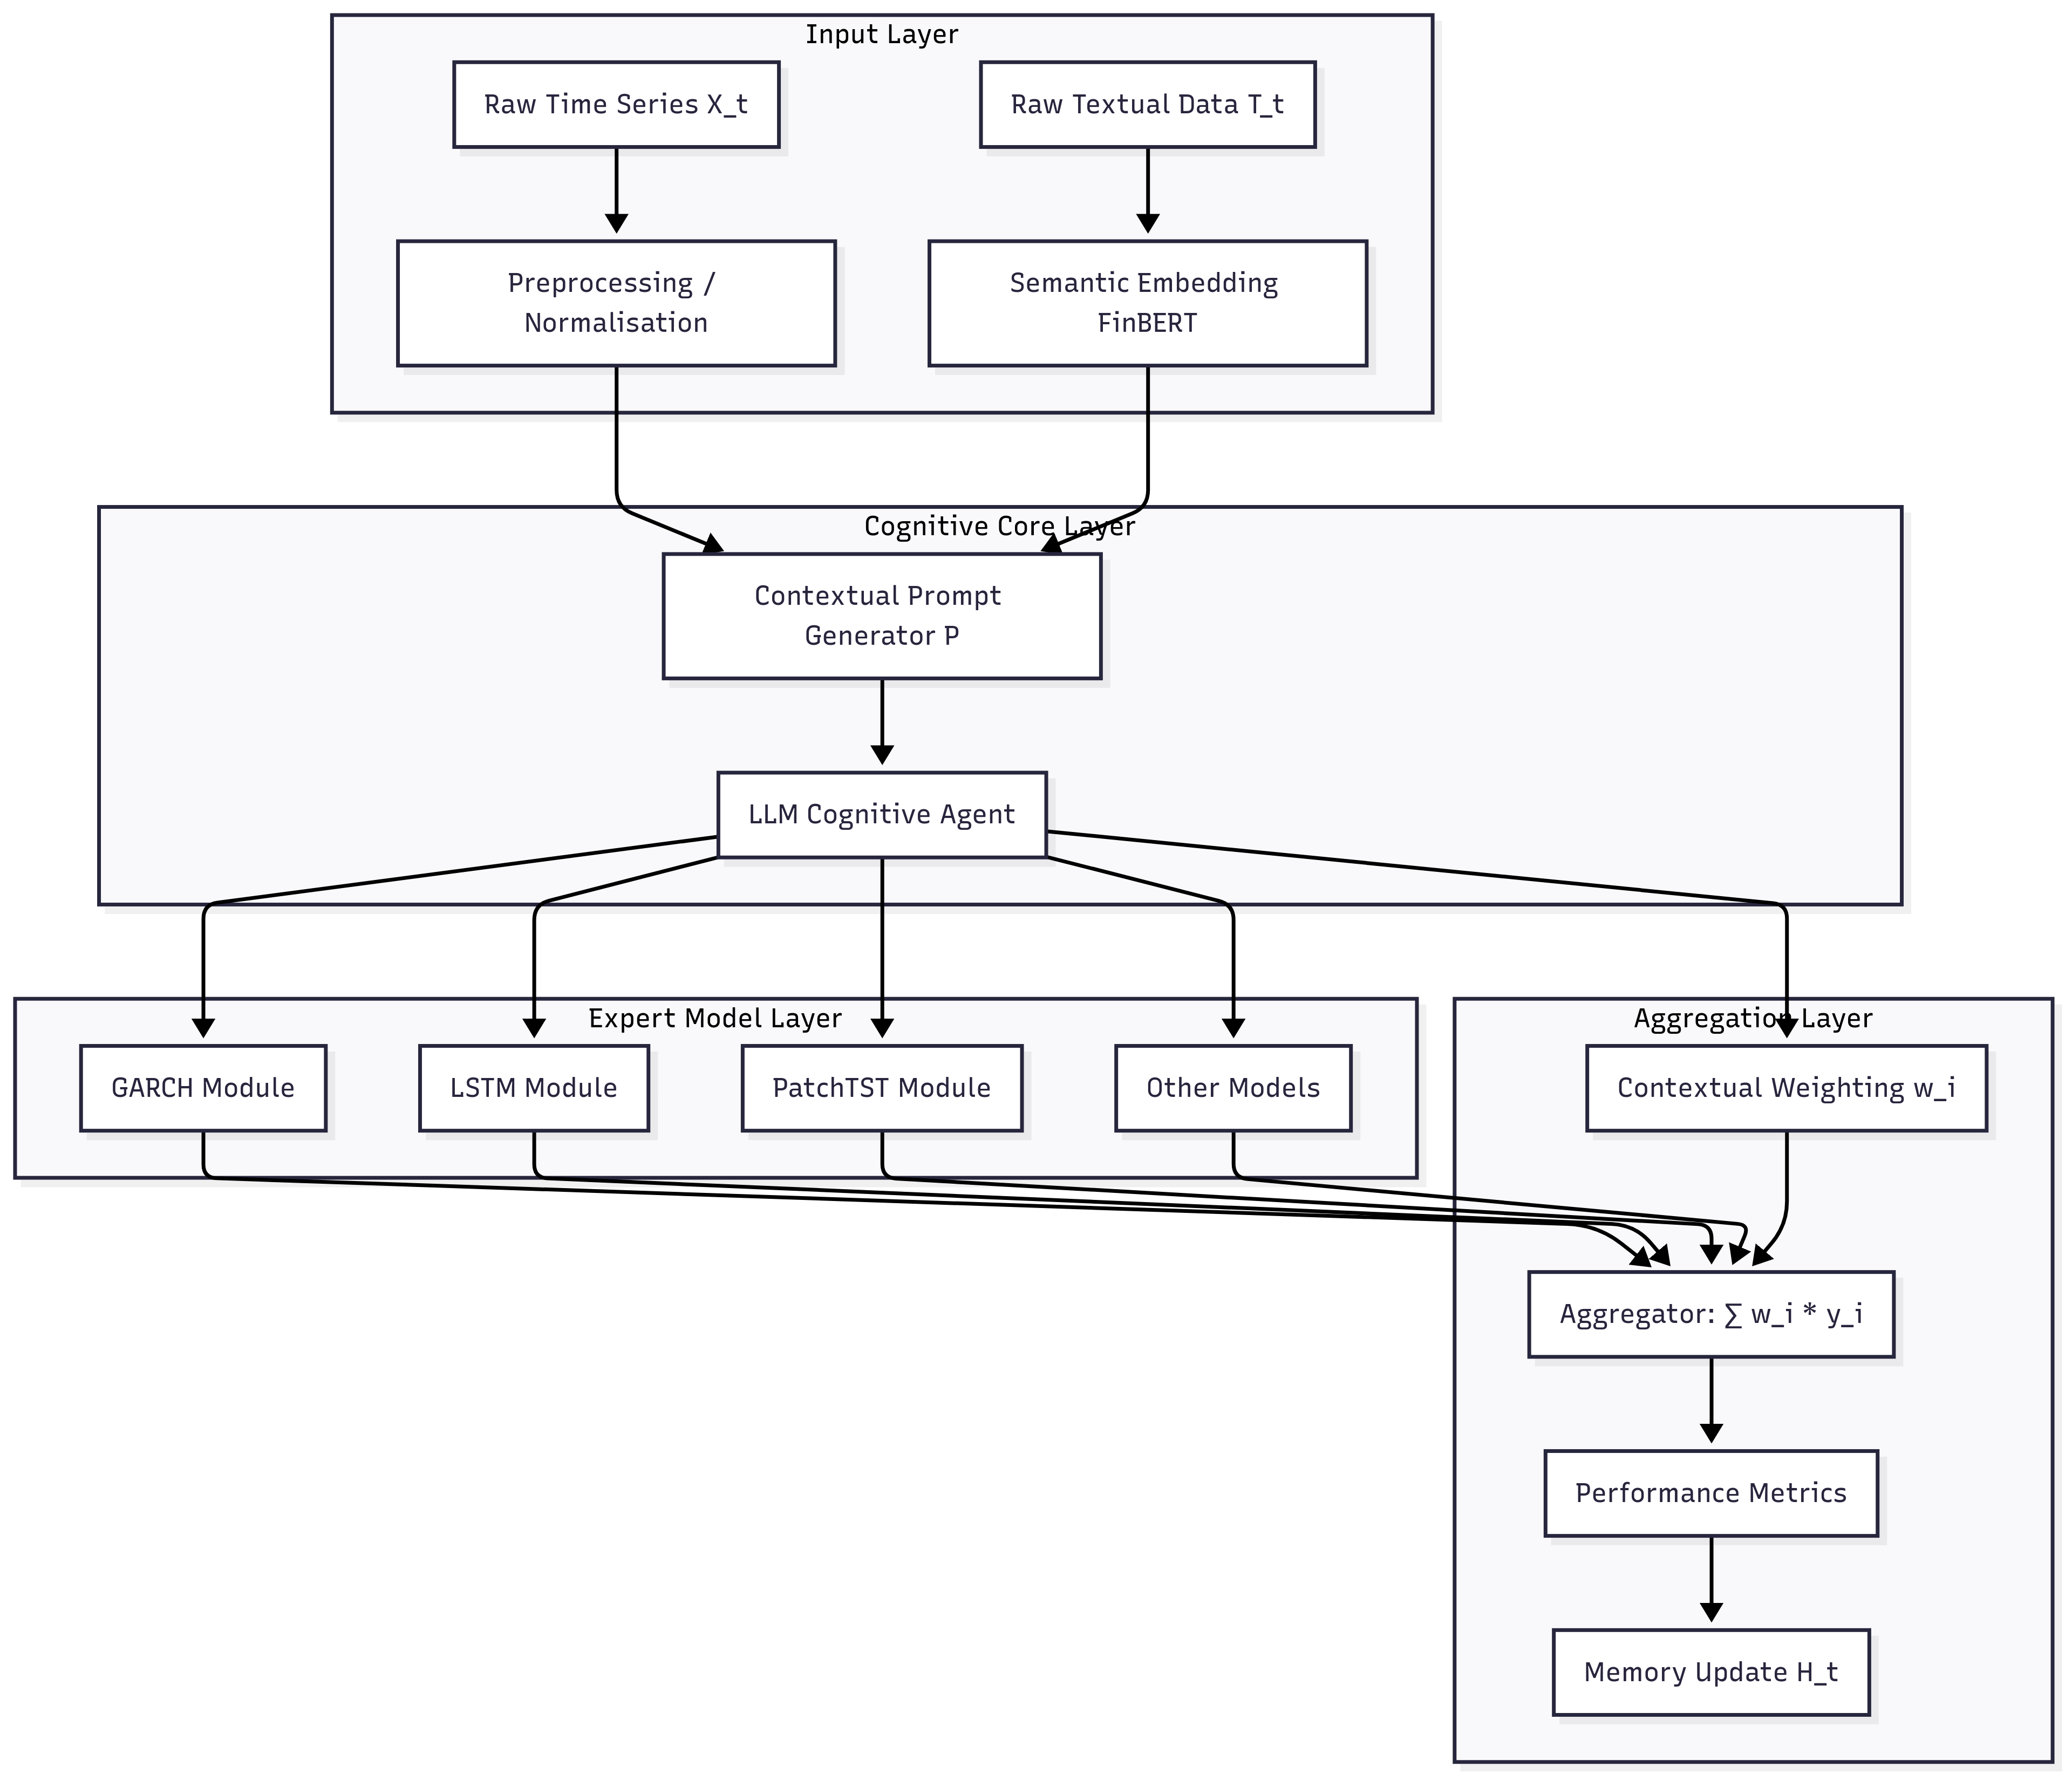 Input Layer
Raw Time Series X_t
Raw Textual Data T_t
Preprocessing /
Normalisation
Semantic Embedding
FinBERT
Cognitive Core Layer
Contextual Prompt
Generator P
LLM Cognitive Agent
Expert Model Layer
GARCH Module
LSTM Module
PatchTST Module
Other Models
Aggregation Layer
Contextual Weighting w_i
Aggregator: ∑ w_i * y_i
Performance Metrics
Memory Update H_t